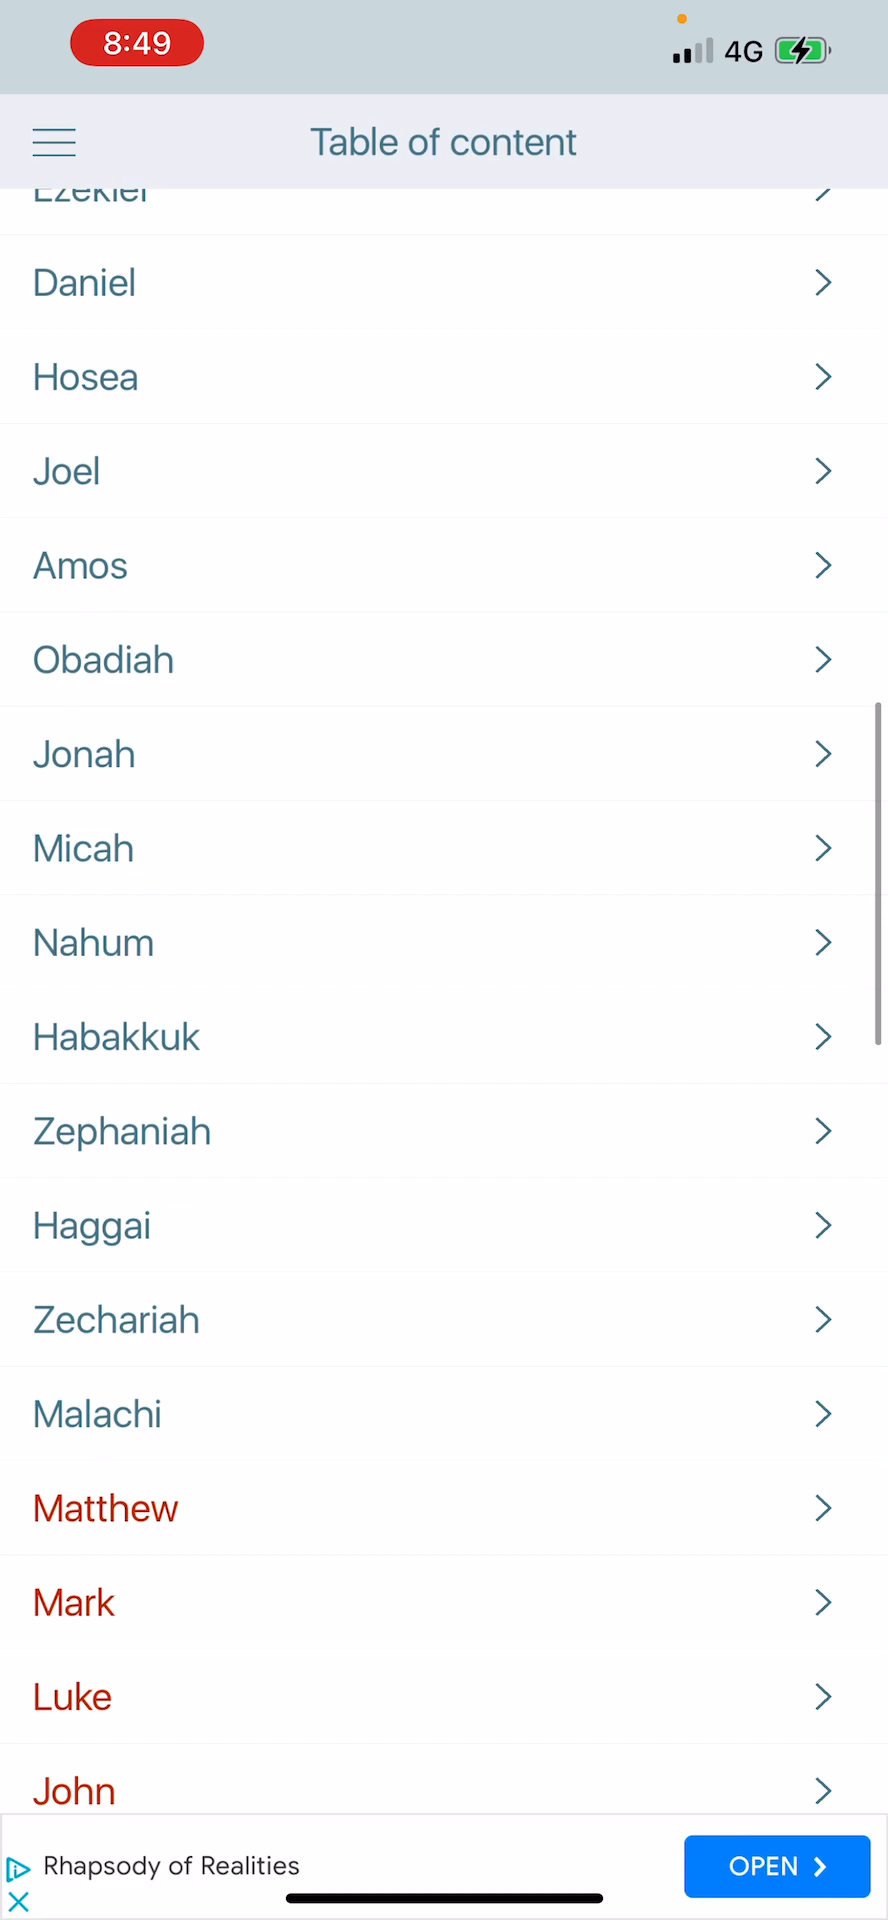 8:49
4G
Table of content
Ezekiel
Daniel
Hosea
Joel
Amos
Obadiah
Jonah
Micah
Nahum
Habakkuk
Zephaniah
Haggai
Zechariah
Malachi
Matthew
Mark
Luke
John
Rhapsody of Realities
OPEN